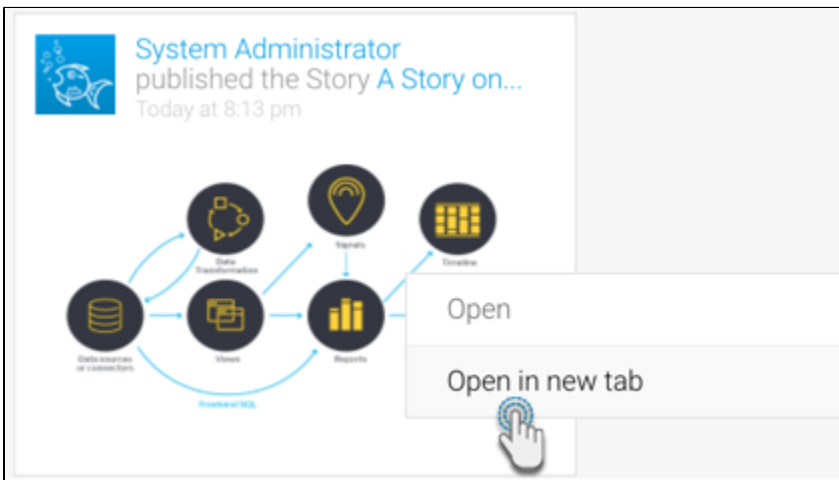 System Administrator
published the Story A Story on...
Today at 8:13 pm
Data
Transformation
Signals
Timeline
Data sources
or connectors
Views
Reports
Freehand SQL
Open
Open in new tab